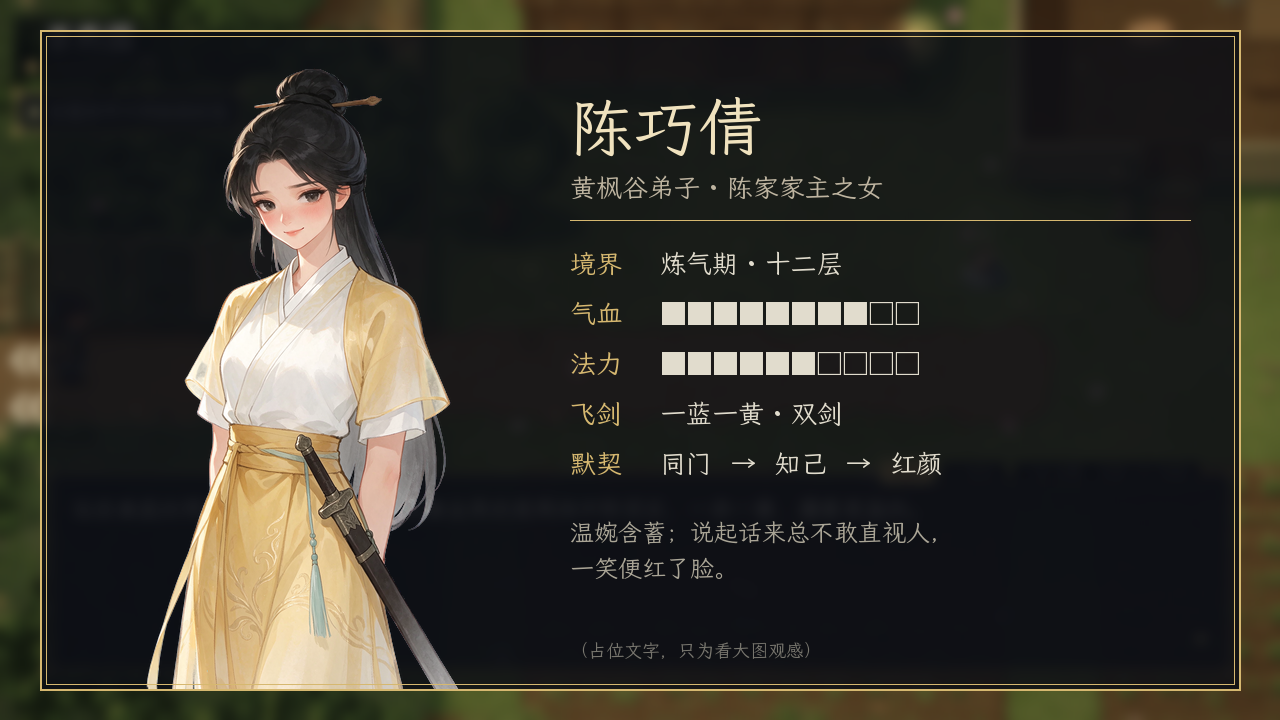 陈巧倩
黄枫谷弟子·陈家家主之女
境界 炼气期·十二层
气血
法力
飞剑 一蓝一黄·双剑
默契 同门 → 知己 → 红颜
温婉含蓄；说起话来总不敢直视人，
一笑便红了脸。
（占位文字，只为看大图观感）